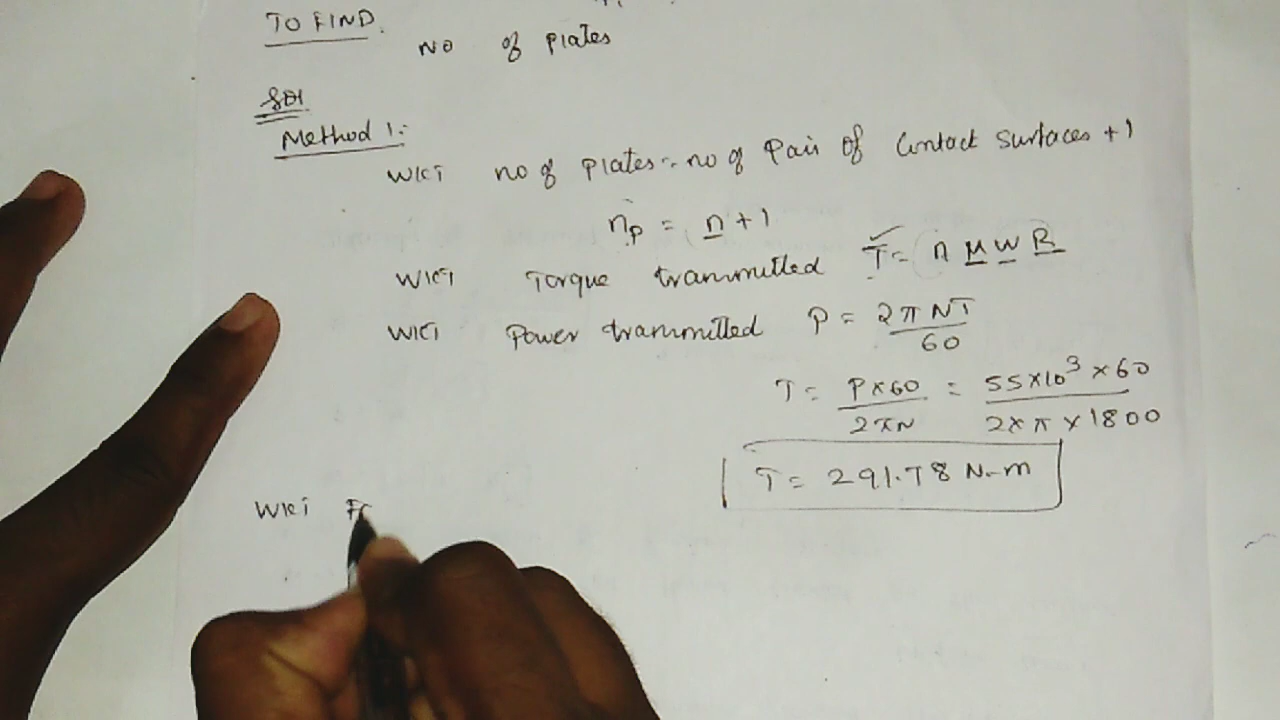 TO FIND.
No of plates
Sol
Method 1:-
WKT no of plates = no of Pair of Contact Surfaces + 1
np = n + 1
WKT Torque transmitted T = n μ W R
WKT Power transmitted P = 2πNT / 60
T = P×60 / 2πN = 55×10³×60 / 2×π×1800
T = 291.78 N-m
WKT